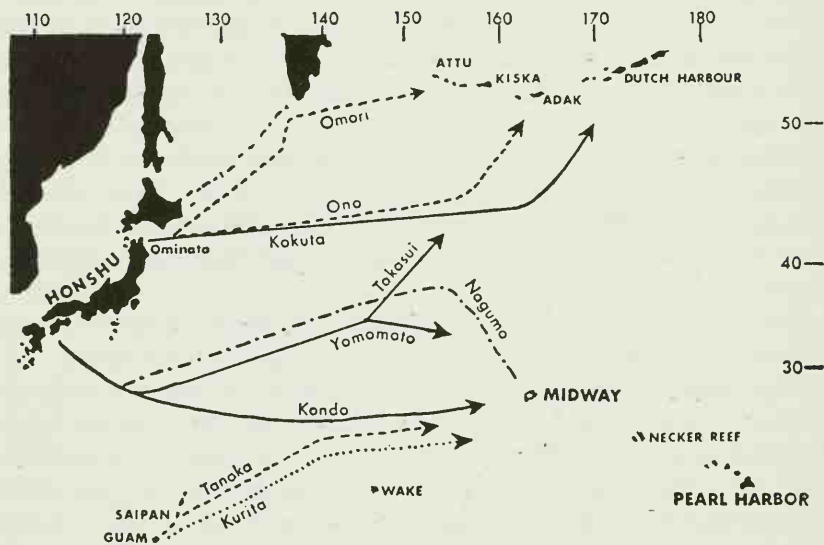 110 120 130 140 150 160 170 180
ATTU
KISKA
DUTCH HARBOUR
ADAK
Omori
50
Ono
Ominata
Kokuta
HONSHU
Takasui
40
Nagumo
Yomomoto
30
MIDWAY
Kondo
NECKER REEF
Tanoka
WAKE
SAIPAN
Kurita
PEARL HARBOR
GUAM